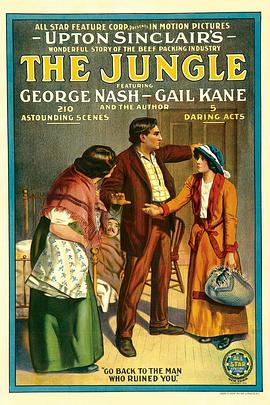 ALL STAR FEATURE CORP. PRESENTS IN MOTION PICTURES
UPTON SINCLAIR'S
WONDERFUL STORY OF THE BEEF PACKING INDUSTRY
THE JUNGLE
FEATURING
GEORGE NASH – GAIL KANE
210 AND THE AUTHOR 5
ASTOUNDING SCENES DARING ACTS
"GO BACK TO THE MAN
WHO RUINED YOU."
ALL
STAR